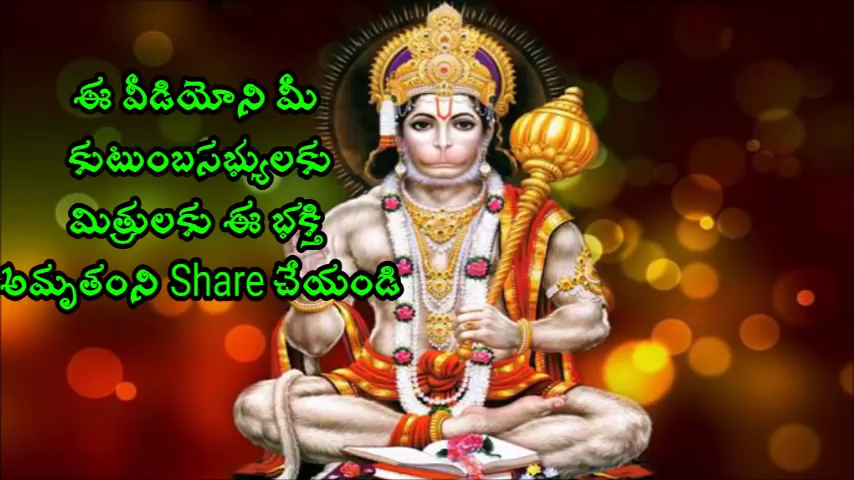 ఈ వీడియోని మీ
కుటుంబసభ్యులకు
మిత్రులకు ఈ భక్తి
అమృతంని Share చేయండి